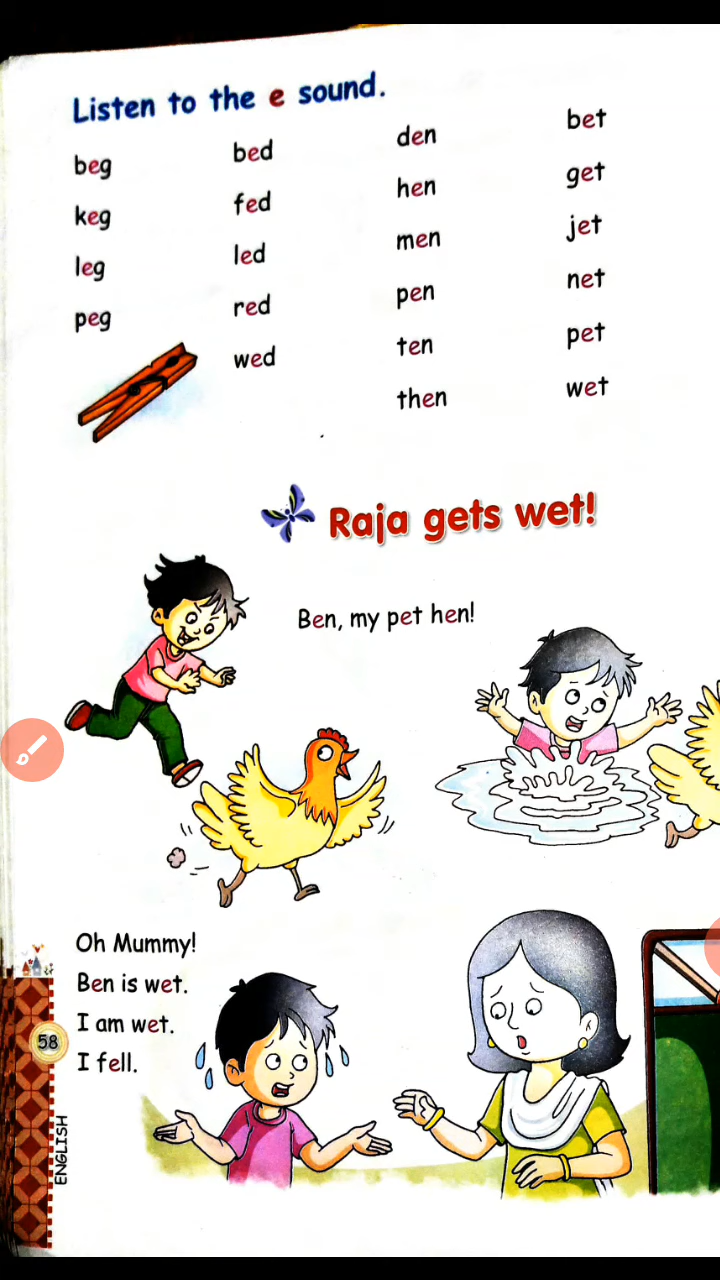 Listen to the e sound.
beg
keg
leg
peg
bed
fed
led
red
wed
den
hen
men
pen
ten
then
bet
get
jet
net
pet
wet
Raja gets wet!
Ben, my pet hen!
Oh Mummy!
Ben is wet.
I am wet.
I fell.
58
ENGLISH